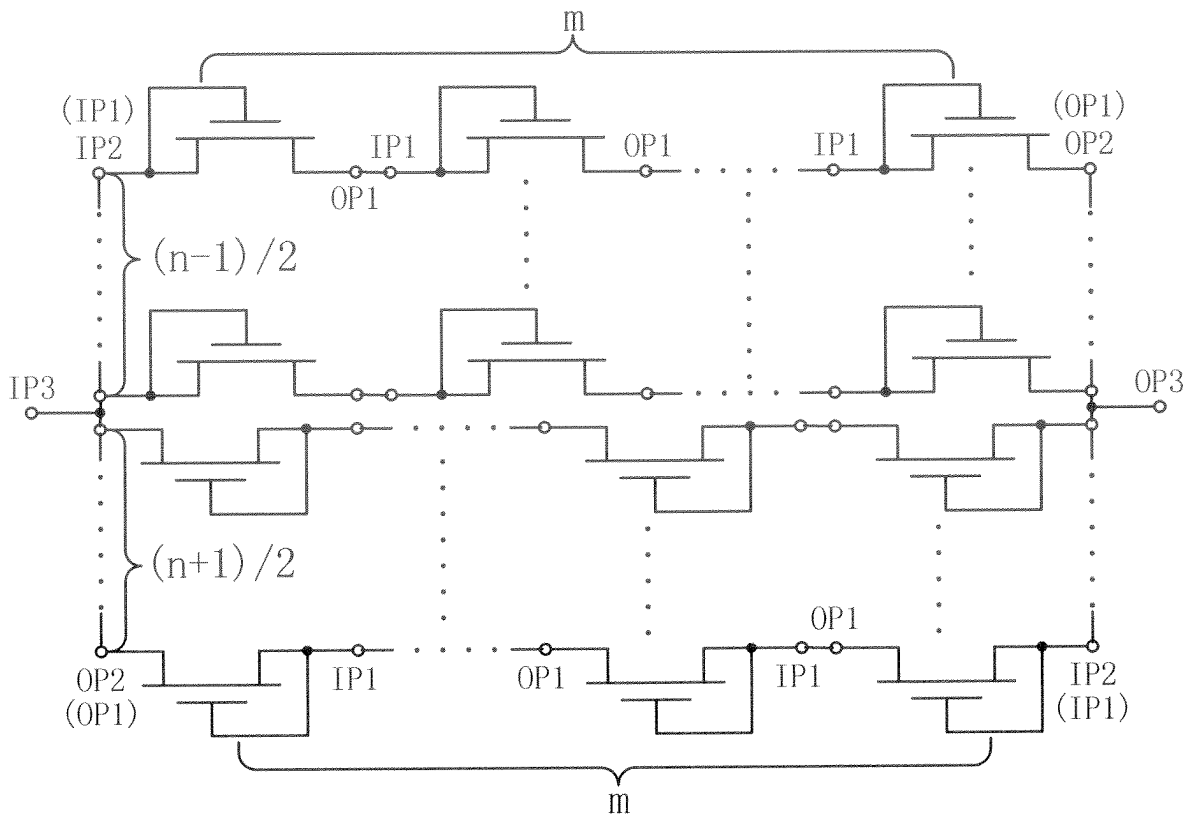 m
(IP1)
IP2
OP1
IP1
OP1
IP1
(OP1)
OP2
(n-1)/2
IP3
OP3
(n+1)/2
OP2
(OP1)
IP1
OP1
IP1
OP1
IP2
(IP1)
m